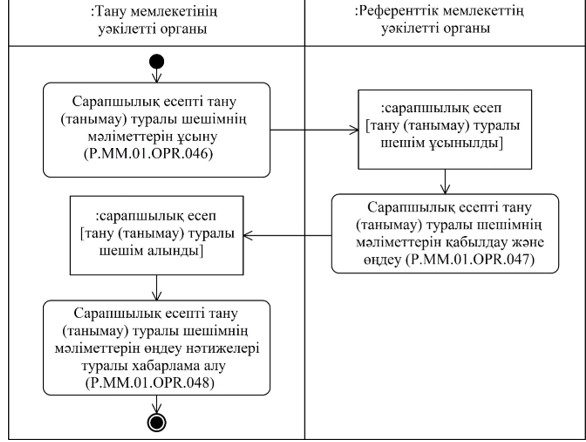 :Тану мемлекетінің
уәкілетті органы
:Референттік мемлекеттің
уәкілетті органы
Сарапшылық есепті тану
(танымау) туралы шешімнің
мәліметтерін ұсыну
(P.MM.01.OPR.046)
:сарапшылық есеп
[тану (танымау) туралы
шешім ұсынылды]
Сарапшылық есепті тану
(танымау) туралы шешімнің
мәліметтерін қабылдау және
өңдеу (P.MM.01.OPR.047)
:сарапшылық есеп
[тану (танымау) туралы
шешім алынды]
Сарапшылық есепті тану
(танымау) туралы шешімнің
мәліметтерін өңдеу нәтижелері
туралы хабарлама алу
(P.MM.01.OPR.048)